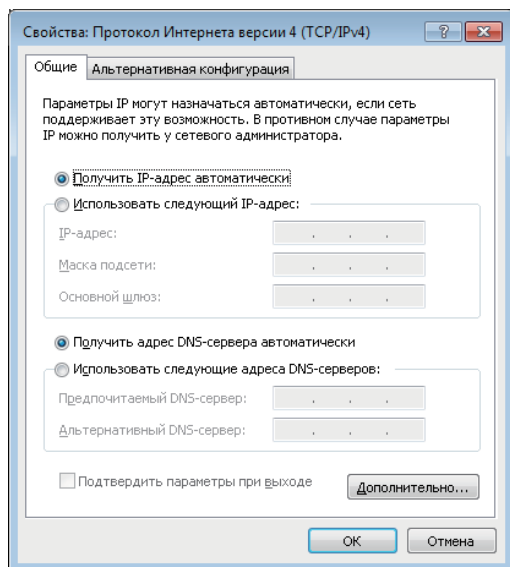 Свойства: Протокол Интернета версии 4 (TCP/IPv4)
Общие
Альтернативная конфигурация
Параметры IP могут назначаться автоматически, если сеть
поддерживает эту возможность. В противном случае параметры
IP можно получить у сетевого администратора.
Получить IP-адрес автоматически
Использовать следующий IP-адрес:
IP-адрес:
Маска подсети:
Основной шлюз:
Получить адрес DNS-сервера автоматически
Использовать следующие адреса DNS-серверов:
Предпочитаемый DNS-сервер:
Альтернативный DNS-сервер:
Подтвердить параметры при выходе
Дополнительно...
ОК
Отмена